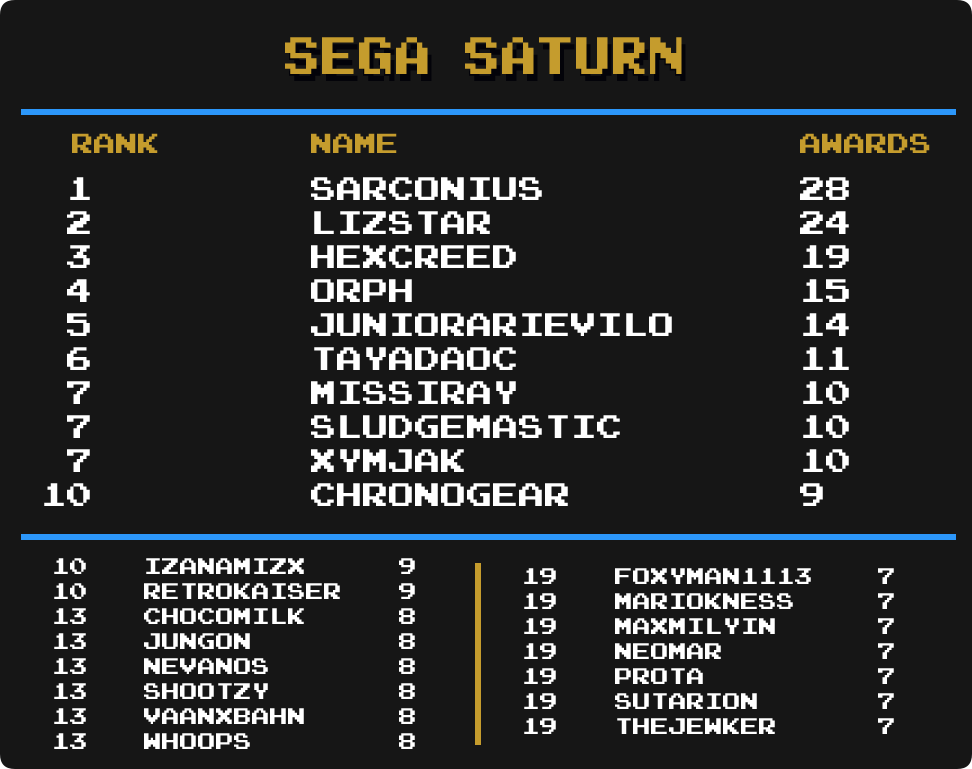 SEGA SATURN
RANK NAME AWARDS
1 SARCONIUS 28
2 LIZSTAR 24
3 HEXCREED 19
4 ORPH 15
5 JUNIORARIEVILO 14
6 TAYADAOC 11
7 MISSIRAY 10
7 SLUDGEMASTIC 10
7 XYMJAK 10
10 CHRONOGEAR 9
10 IZANAMIZX 9
10 RETROKAISER 9
13 CHOCOMILK 8
13 JUNGON 8
13 NEVANOS 8
13 SHOOTZY 8
13 VAANXBAHN 8
13 WHOOPS 8
19 FOXYMAN1113 7
19 MARIOKNESS 7
19 MAXMILYIN 7
19 NEOMAR 7
19 PROTA 7
19 SUTARION 7
19 THEJEWKER 7